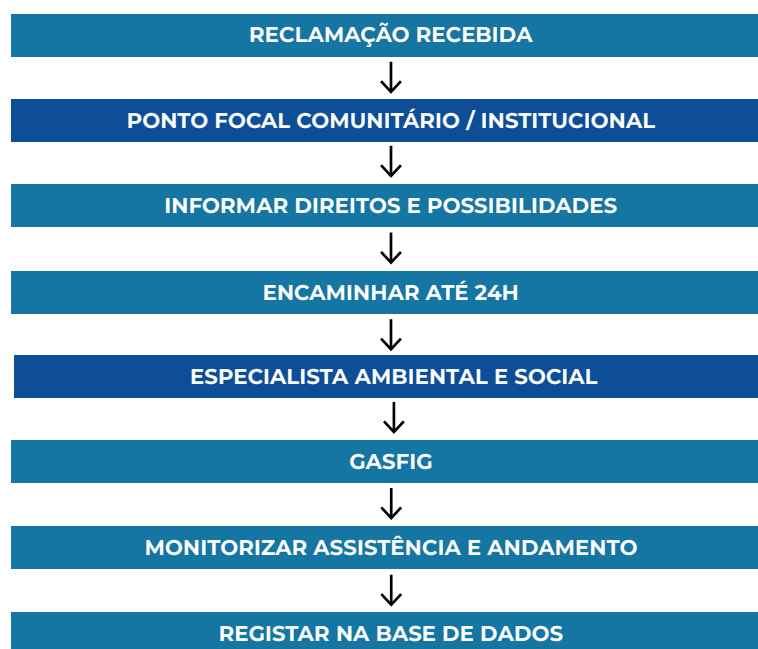 RECLAMAÇÃO RECEBIDA
PONTO FOCAL COMUNITÁRIO / INSTITUCIONAL
INFORMAR DIREITOS E POSSIBILIDADES
ENCAMINHAR ATÉ 24H
ESPECIALISTA AMBIENTAL E SOCIAL
GASFIG
MONITORIZAR ASSISTÊNCIA E ANDAMENTO
REGISTAR NA BASE DE DADOS